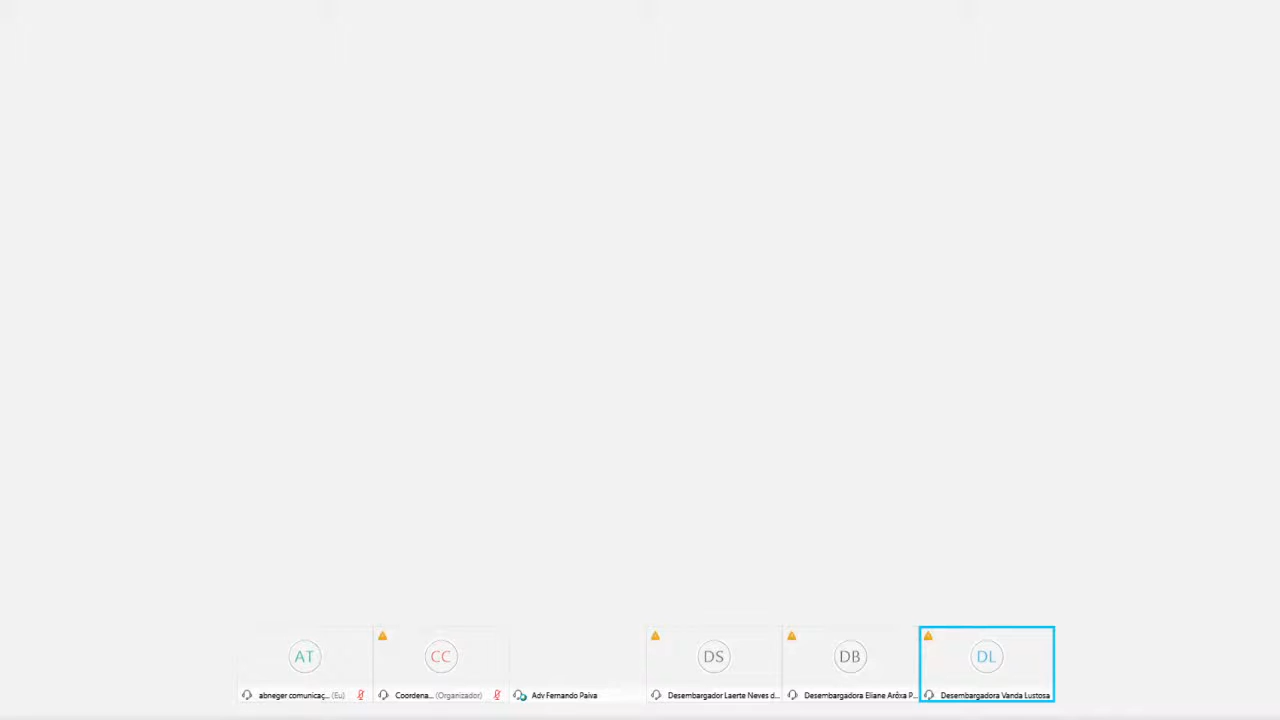 AT
CC
DS
DB
DL
abneger comunicaç... (Eu)
Coordena... (Organizador)
Adv Fernando Paiva
Desembargador Laerte Neves d...
Desembargadora Eliane Arôxa P...
Desembargadora Vanda Lustosa